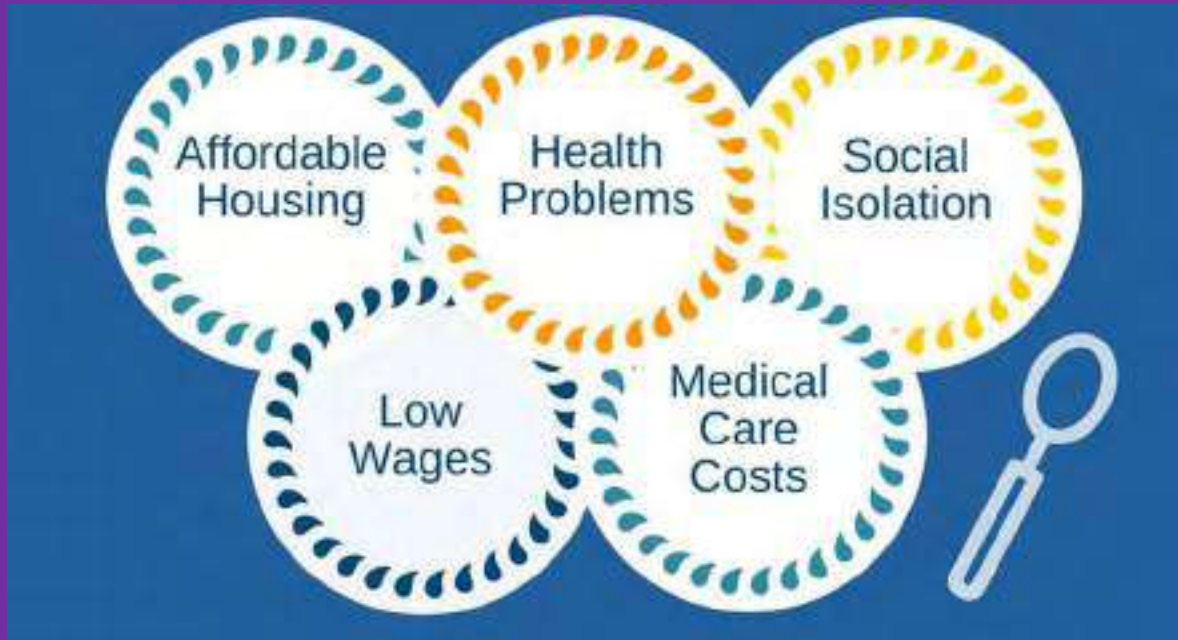 Affordable
Housing
Health
Problems
Social
Isolation
Low
Wages
Medical
Care
Costs